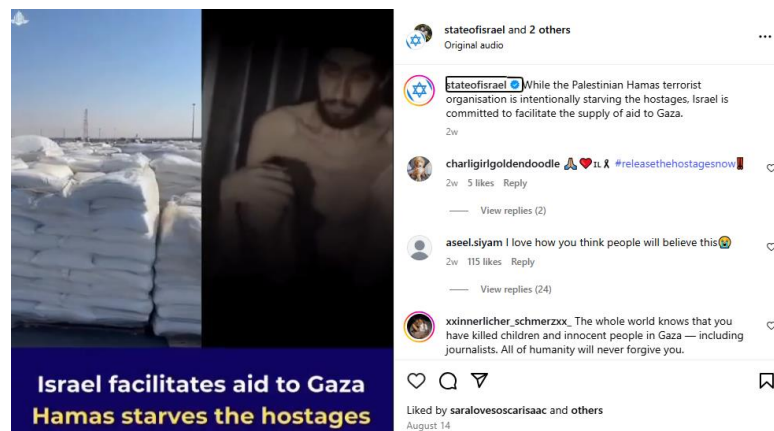 stateofisrael and 2 others
Original audio
stateofisrael While the Palestinian Hamas terrorist
organisation is intentionally starving the hostages, Israel is
committed to facilitate the supply of aid to Gaza.
2w
charligirlgoldendoodle 🙏🏼❤️🇮🇱🎗 #releasethehostagesnow‼️
2w 5 likes Reply
View replies (2)
aseel.siyam I love how you think people will believe this😭
2w 115 likes Reply
View replies (24)
xxinnerlicher_schmerzxx_ The whole world knows that you
have killed children and innocent people in Gaza — including
journalists. All of humanity will never forgive you.
Israel facilitates aid to Gaza
Hamas starves the hostages
Liked by saralovesoscarisaac and others
August 14